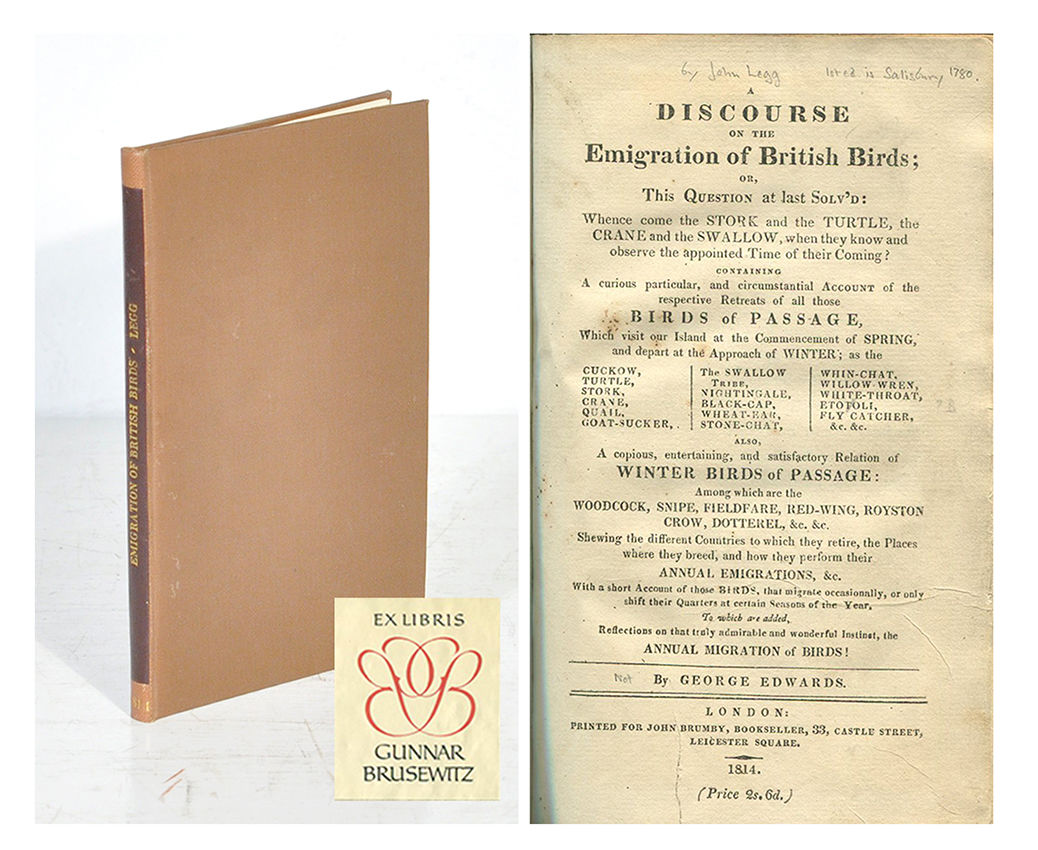 EMIGRATION OF BRITISH BIRDS · LEGG
EX LIBRIS
GUNNAR
BRUSEWITZ
by John Legg 1st ed. is Salisbury 1780.
A
DISCOURSE
ON THE
Emigration of British Birds;
OR,
This QUESTION at last SOLV'D:
Whence come the STORK and the TURTLE, the
CRANE and the SWALLOW, when they know and
observe the appointed Time of their Coming?
CONTAINING
A curious particular, and circumstantial ACCOUNT of the
respective Retreats of all those
BIRDS of PASSAGE,
Which visit our Island at the Commencement of SPRING,
and depart at the Approach of WINTER; as the
CUCKOW,
TURTLE,
STORK,
CRANE,
QUAIL,
GOAT-SUCKER,
The SWALLOW
TRIBE,
NIGHTINGALE,
BLACK-CAP,
WHEAT-EAR,
STONE-CHAT,
WHIN-CHAT,
WILLOW-WREN,
WHITE-THROAT,
ETOTOLI,
FLY CATCHER,
&c. &c.
ALSO,
A copious, entertaining, and satisfactory Relation of
WINTER BIRDS of PASSAGE:
Among which are the
WOODCOCK, SNIPE, FIELDFARE, RED-WING, ROYSTON
CROW, DOTTEREL, &c. &c.
Shewing the different Countries to which they retire, the Places
where they breed, and how they perform their
ANNUAL EMIGRATIONS, &c.
With a short Account of those BIRDS, that migrate occasionally, or only
shift their Quarters at certain Seasons of the Year,
To which are added,
Reflections on that truly admirable and wonderful Instinct, the
ANNUAL MIGRATION of BIRDS!
Not By GEORGE EDWARDS.
LONDON:
PRINTED FOR JOHN BRUMBY, BOOKSELLER, 33, CASTLE STREET,
LEICESTER SQUARE.
1814.
(Price 2s. 6d.)